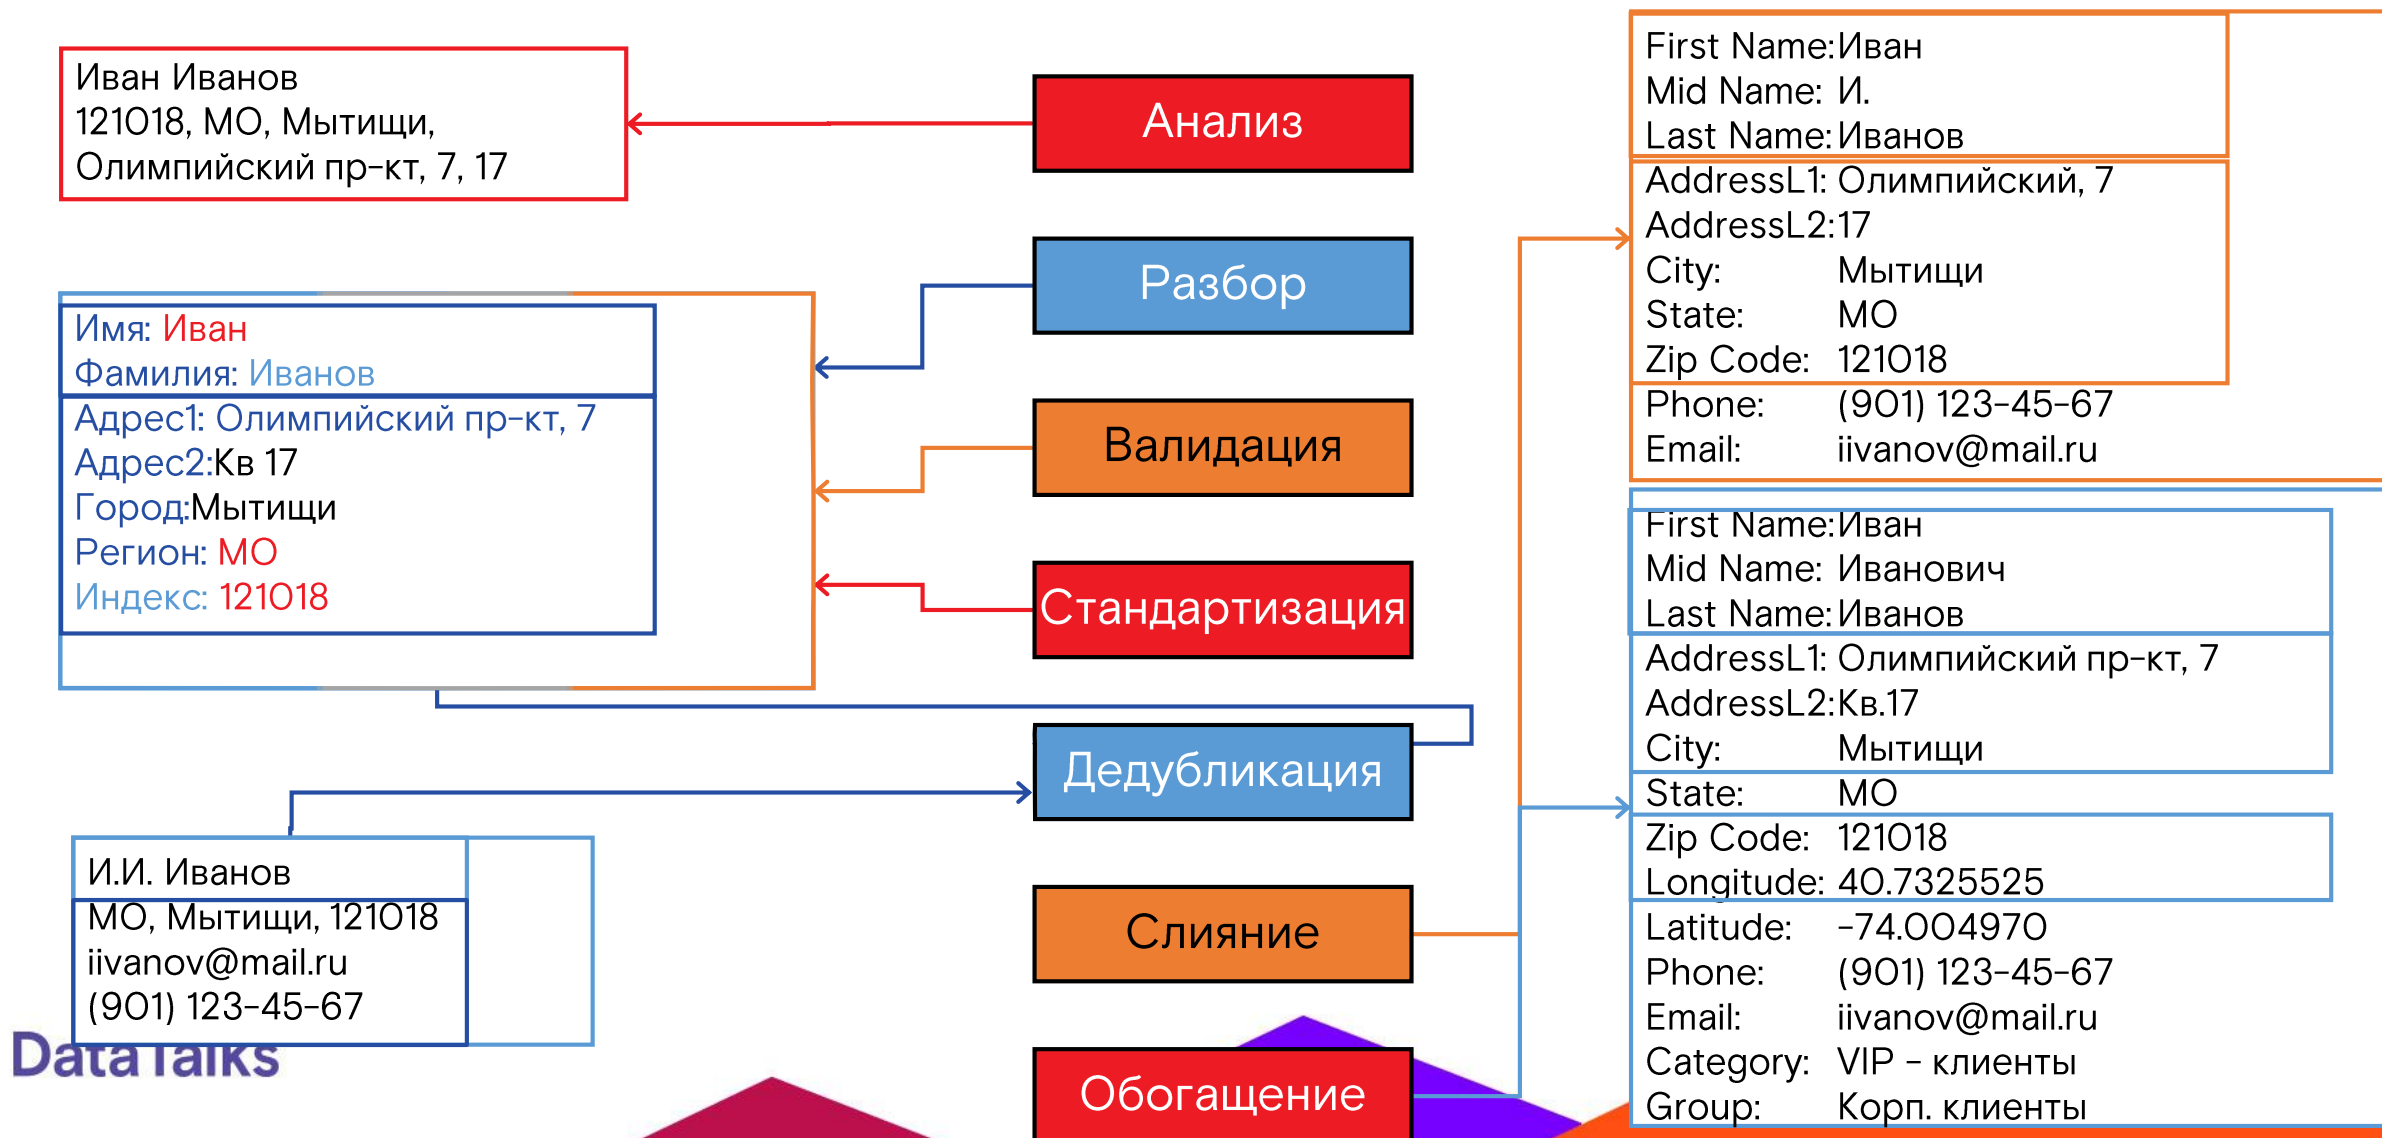 Иван Иванов
121018, МО, Мытищи,
Олимпийский пр-кт, 7, 17
Имя: Иван
Фамилия: Иванов
Адрес1: Олимпийский пр-кт, 7
Адрес2:Кв 17
Город:Мытищи
Регион: МО
Индекс: 121018
И.И. Иванов
МО, Мытищи, 121018
iivanov@mail.ru
(901) 123-45-67
DataTalks
Анализ
Разбор
Валидация
Стандартизация
Дедубликация
Слияние
Обогащение
First Name:Иван
Mid Name: И.
Last Name:Иванов
AddressL1: Олимпийский, 7
AddressL2:17
City: Мытищи
State: МО
Zip Code: 121018
Phone: (901) 123-45-67
Email: iivanov@mail.ru
First Name:Иван
Mid Name: Иванович
Last Name:Иванов
AddressL1: Олимпийский пр-кт, 7
AddressL2:Кв.17
City: Мытищи
State: МО
Zip Code: 121018
Longitude: 40.7325525
Latitude: -74.004970
Phone: (901) 123-45-67
Email: iivanov@mail.ru
Category: VIP - клиенты
Group: Корп. клиенты